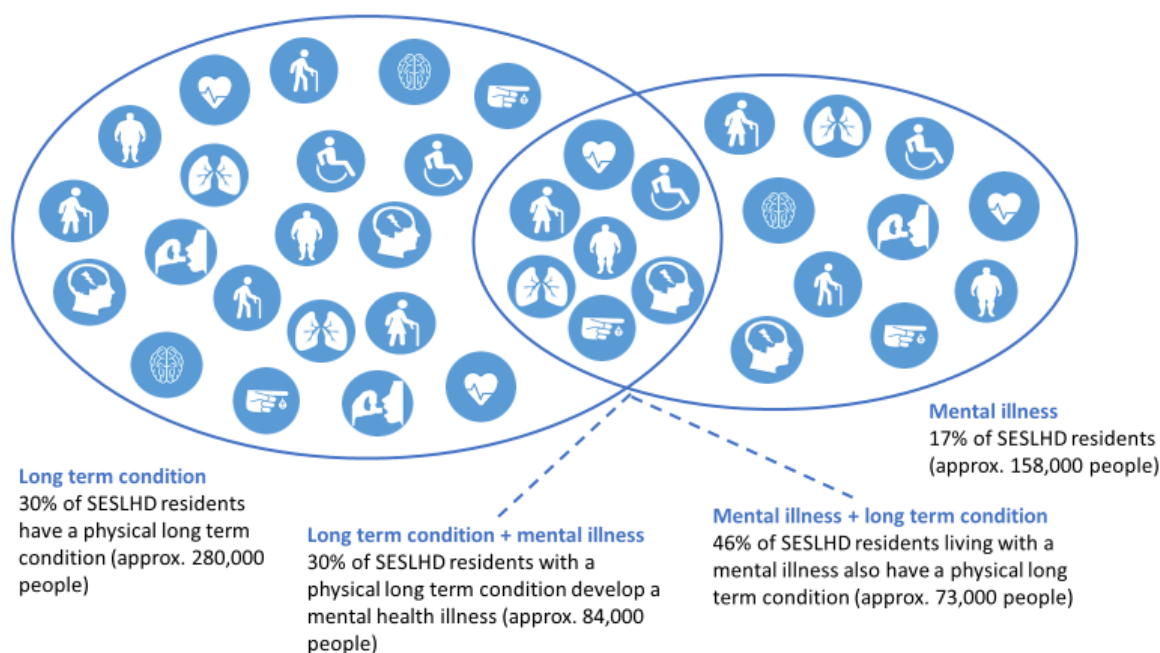 Long term condition
30% of SESLHD residents
have a physical long term
condition (approx. 280,000
people)
Long term condition + mental illness
30% of SESLHD residents with a
physical long term condition develop a
mental health illness (approx. 84,000
people)
Mental illness + long term condition
46% of SESLHD residents living with a
mental illness also have a physical long
term condition (approx. 73,000 people)
Mental illness
17% of SESLHD residents
(approx. 158,000 people)